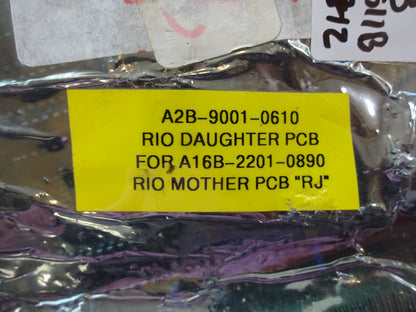 A2B-9001-0610
RIO DAUGHTER PCB
FOR A16B-2201-0890
RIO MOTHER PCB "RJ"